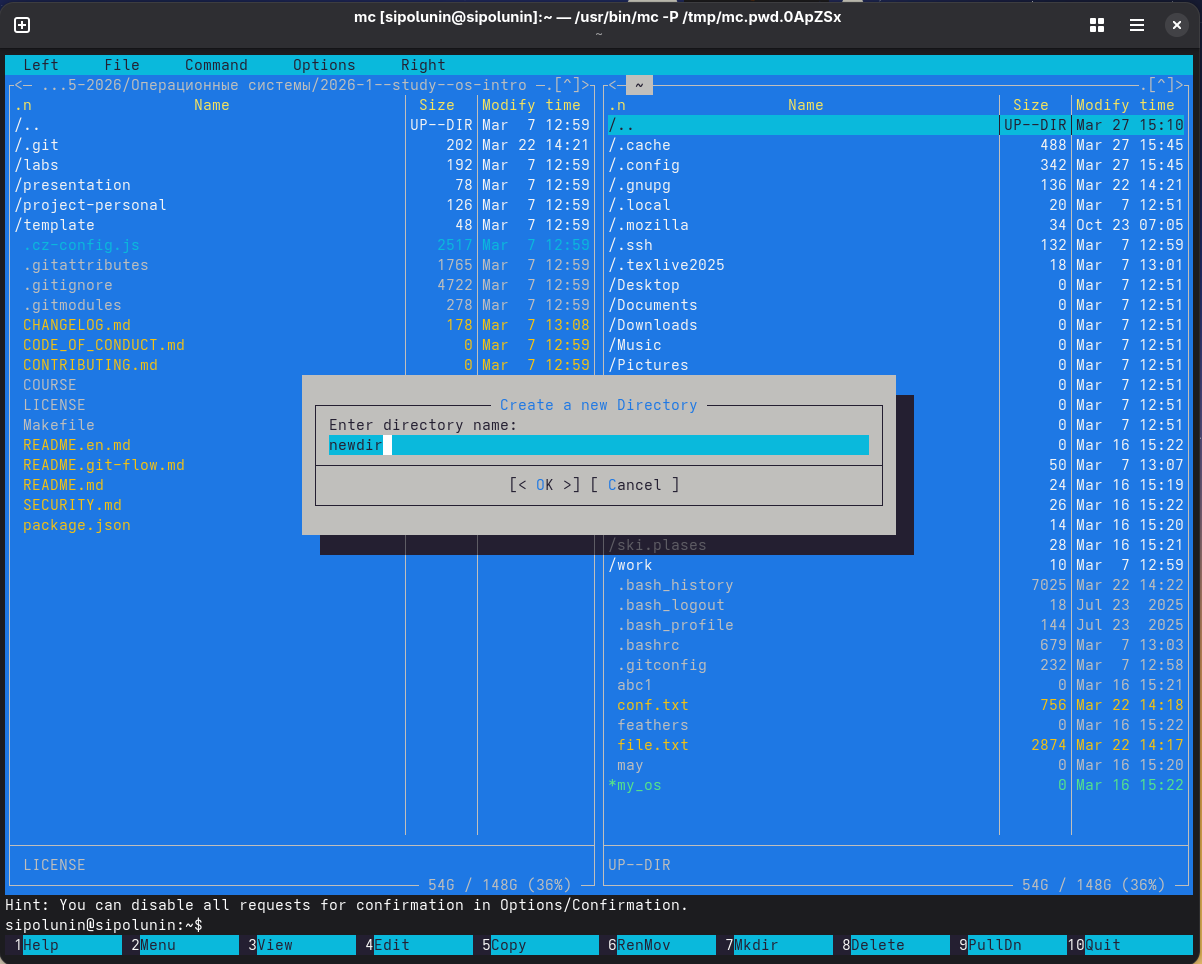 mc [sipolunin@sipolunin]:~ — /usr/bin/mc -P /tmp/mc.pwd.0ApZSx
~
Left File Command Options Right
<— ...5-2026/Операционные системы/2026-1--study--os-intro —.[^]>
.n Name Size Modify time
/.. UP--DIR Mar 7 12:59
/.git 202 Mar 22 14:21
/labs 192 Mar 7 12:59
/presentation 78 Mar 7 12:59
/project-personal 126 Mar 7 12:59
/template 48 Mar 7 12:59
.cz-config.js 2517 Mar 7 12:59
.gitattributes 1765 Mar 7 12:59
.gitignore 4722 Mar 7 12:59
.gitmodules 278 Mar 7 12:59
CHANGELOG.md 178 Mar 7 13:08
CODE_OF_CONDUCT.md 0 Mar 7 12:59
CONTRIBUTING.md 0 Mar 7 12:59
COURSE
LICENSE
Makefile
README.en.md
README.git-flow.md
README.md
SECURITY.md
package.json
LICENSE
54G / 148G (36%)
<— ~ .[^]>
.n Name Size Modify time
/.. UP--DIR Mar 27 15:10
/.cache 488 Mar 27 15:45
/.config 342 Mar 27 15:45
/.gnupg 136 Mar 22 14:21
/.local 20 Mar 7 12:51
/.mozilla 34 Oct 23 07:05
/.ssh 132 Mar 7 12:59
/.texlive2025 18 Mar 7 13:01
/Desktop 0 Mar 7 12:51
/Documents 0 Mar 7 12:51
/Downloads 0 Mar 7 12:51
/Music 0 Mar 7 12:51
/Pictures 0 Mar 7 12:51
0 Mar 7 12:51
0 Mar 7 12:51
0 Mar 7 12:51
0 Mar 16 15:22
50 Mar 7 13:07
24 Mar 16 15:19
26 Mar 16 15:22
14 Mar 16 15:20
/ski.plases 28 Mar 16 15:21
/work 10 Mar 7 12:59
.bash_history 7025 Mar 22 14:22
.bash_logout 18 Jul 23 2025
.bash_profile 144 Jul 23 2025
.bashrc 679 Mar 7 13:03
.gitconfig 232 Mar 7 12:58
abc1 0 Mar 16 15:21
conf.txt 756 Mar 22 14:18
feathers 0 Mar 16 15:22
file.txt 2874 Mar 22 14:17
may 0 Mar 16 15:20
*my_os 0 Mar 16 15:22
UP--DIR
54G / 148G (36%)
Create a new Directory
Enter directory name:
newdir
[< OK >] [ Cancel ]
Hint: You can disable all requests for confirmation in Options/Confirmation.
sipolunin@sipolunin:~$
1Help 2Menu 3View 4Edit 5Copy 6RenMov 7Mkdir 8Delete 9PullDn 10Quit